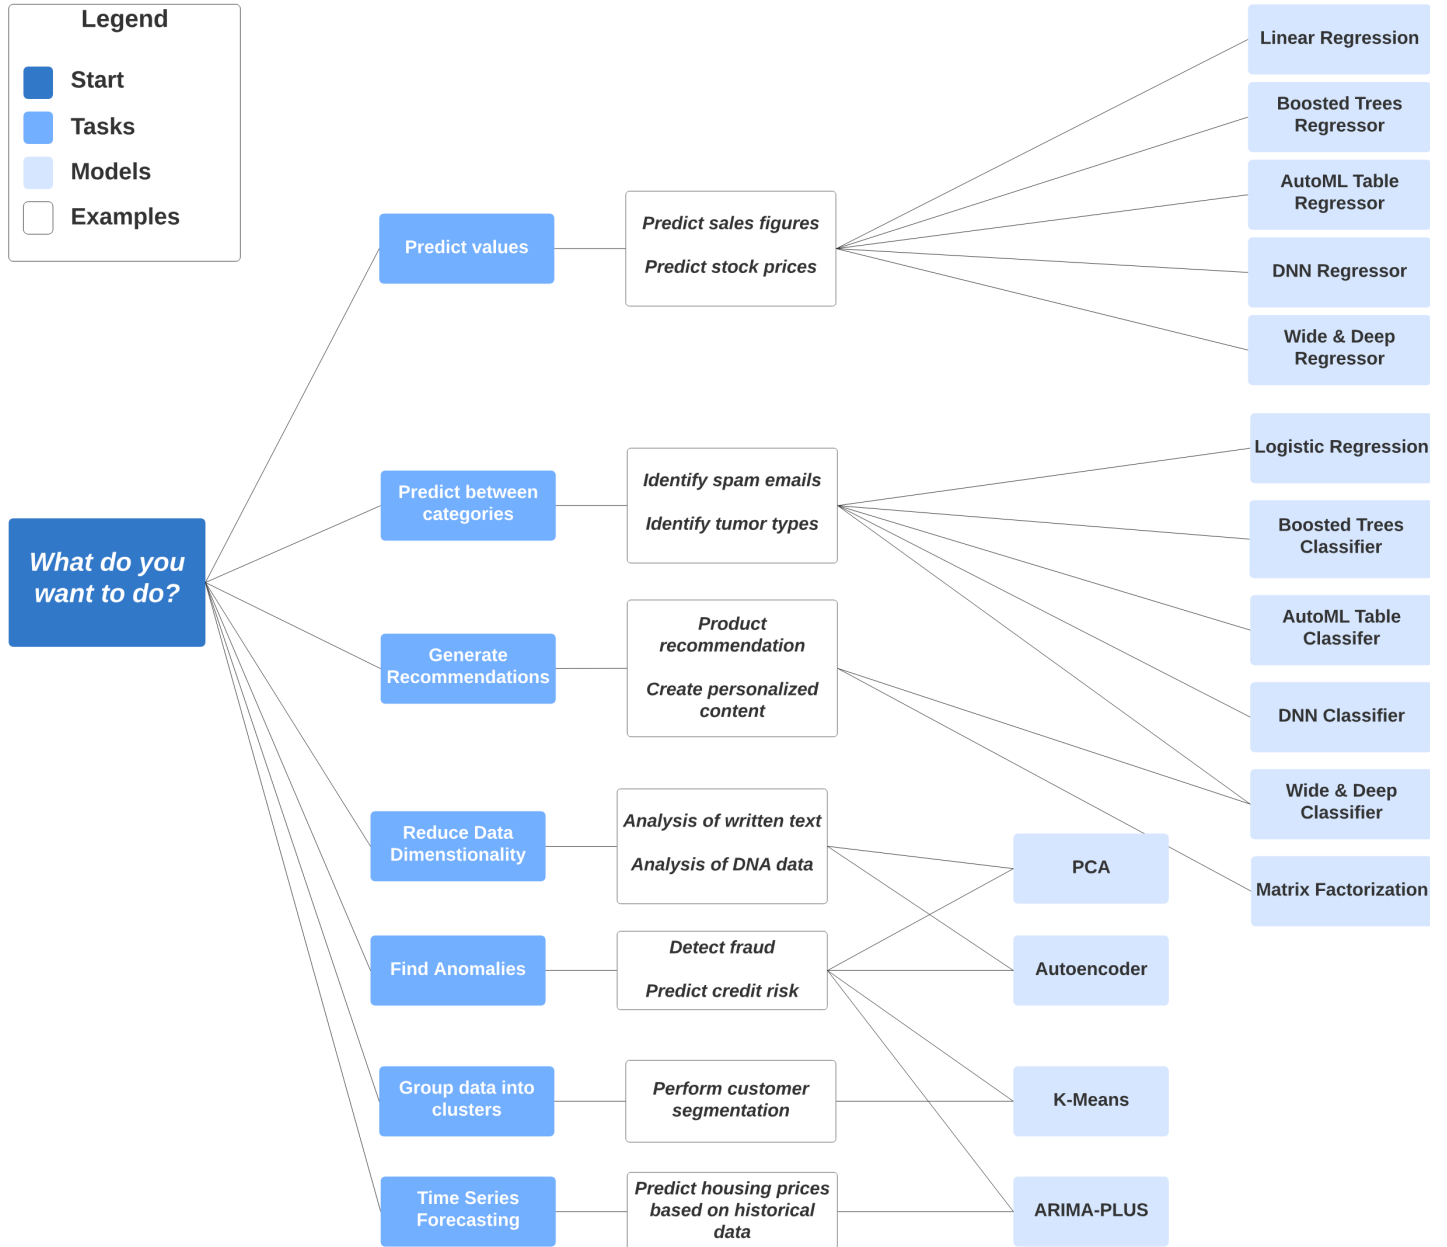 Legend
Start
Tasks
Models
Examples
What do you
want to do?
Predict values
Predict sales figures
Predict stock prices
Linear Regression
Boosted Trees
Regressor
AutoML Table
Regressor
DNN Regressor
Wide & Deep
Regressor
Predict between
categories
Identify spam emails
Identify tumor types
Logistic Regression
Boosted Trees
Classifier
AutoML Table
Classifer
DNN Classifier
Wide & Deep
Classifier
Generate
Recommendations
Product
recommendation
Create personalized
content
Matrix Factorization
Reduce Data
Dimenstionality
Analysis of written text
Analysis of DNA data
PCA
Find Anomalies
Detect fraud
Predict credit risk
Autoencoder
Group data into
clusters
Perform customer
segmentation
K-Means
Time Series
Forecasting
Predict housing prices
based on historical
data
ARIMA-PLUS